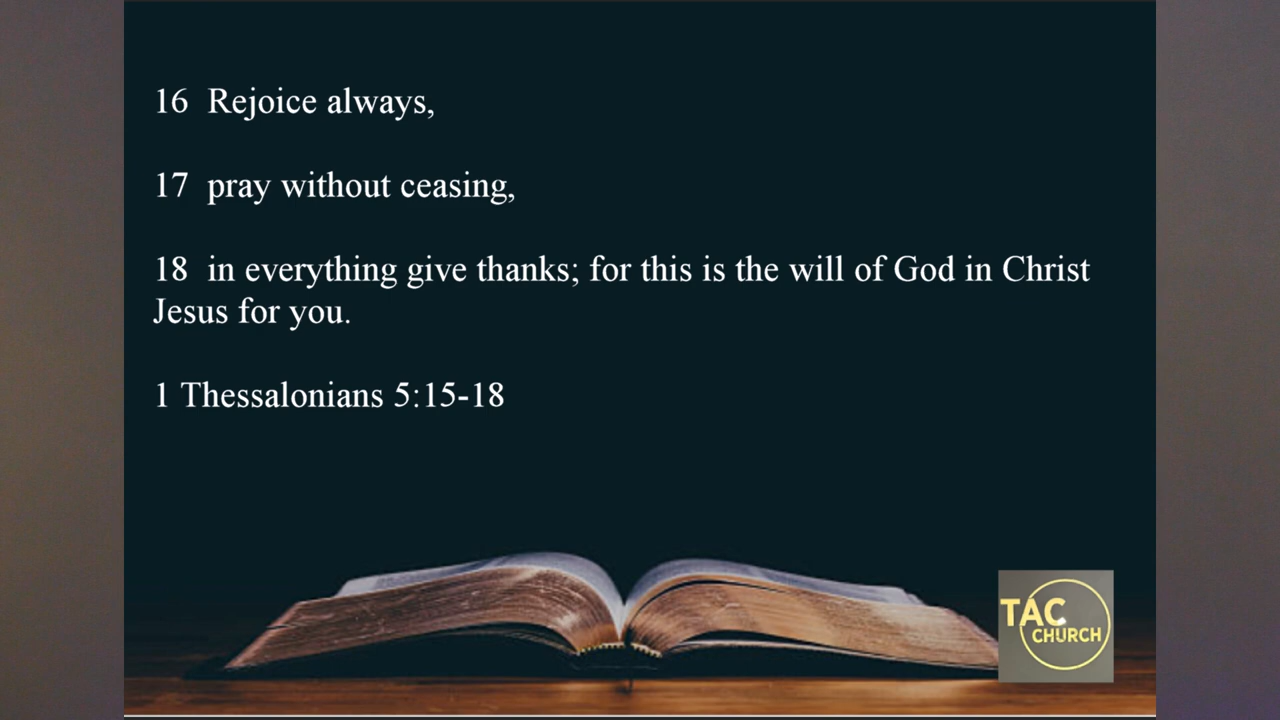 16 Rejoice always,
17 pray without ceasing,
18 in everything give thanks; for this is the will of God in Christ
Jesus for you.
1 Thessalonians 5:15-18
TAC
CHURCH